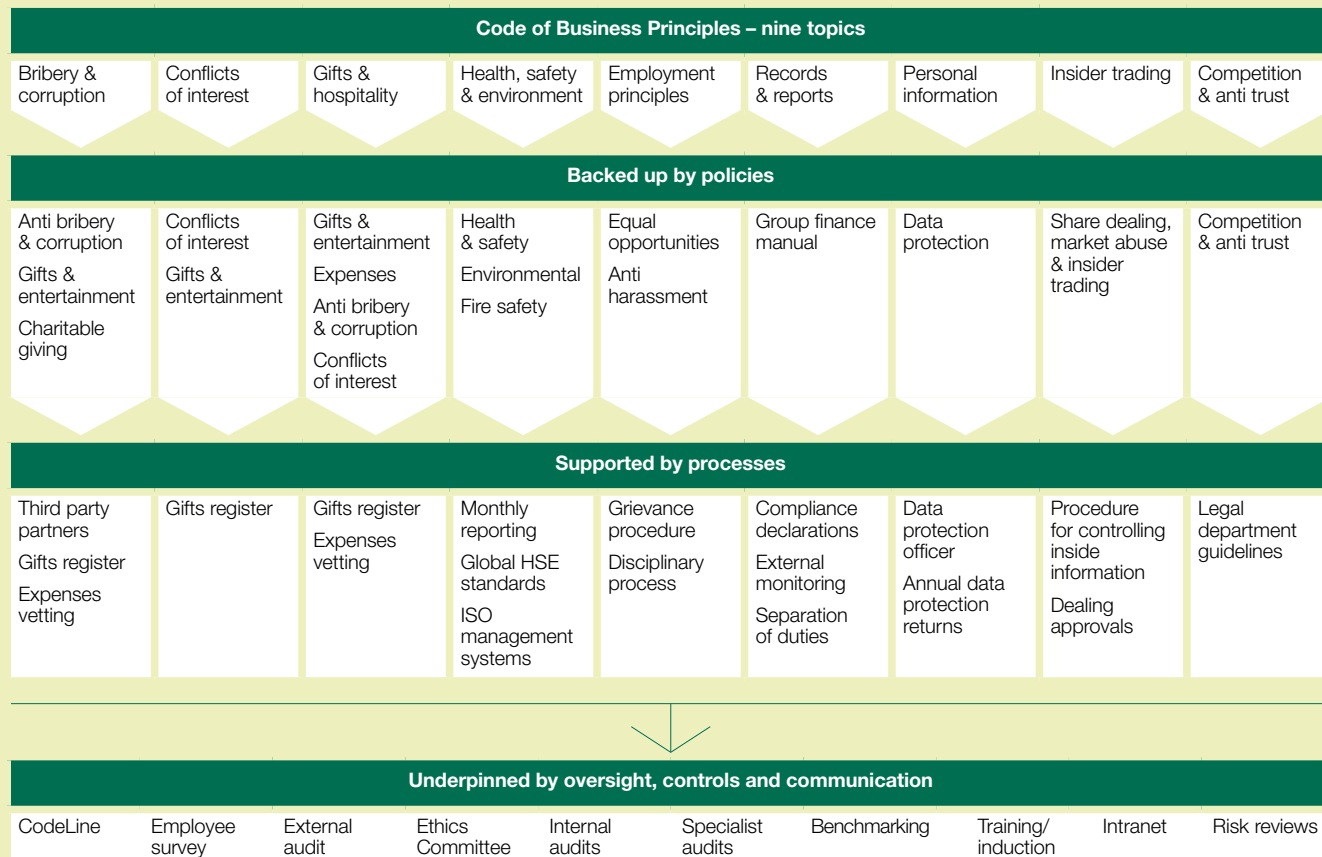 Code of Business Principles – nine topics
Bribery &
corruption
Conflicts
of interest
Gifts &
hospitality
Health, safety
& environment
Employment
principles
Records
& reports
Personal
information
Insider trading
Competition
& anti trust
Backed up by policies
Anti bribery
& corruption
Gifts &
entertainment
Charitable
giving
Conflicts
of interest
Gifts &
entertainment
Gifts &
entertainment
Expenses
Anti bribery
& corruption
Conflicts
of interest
Health
& safety
Environmental
Fire safety
Equal
opportunities
Anti
harassment
Group finance
manual
Data
protection
Share dealing,
market abuse
& insider
trading
Competition
& anti trust
Supported by processes
Third party
partners
Gifts register
Expenses
vetting
Gifts register
Gifts register
Expenses
vetting
Monthly
reporting
Global HSE
standards
ISO
management
systems
Grievance
procedure
Disciplinary
process
Compliance
declarations
External
monitoring
Separation
of duties
Data
protection
officer
Annual data
protection
returns
Procedure
for controlling
inside
information
Dealing
approvals
Legal
department
guidelines
Underpinned by oversight, controls and communication
CodeLine
Employee
survey
External
audit
Ethics
Committee
Internal
audits
Specialist
audits
Benchmarking
Training/
induction
Intranet
Risk reviews